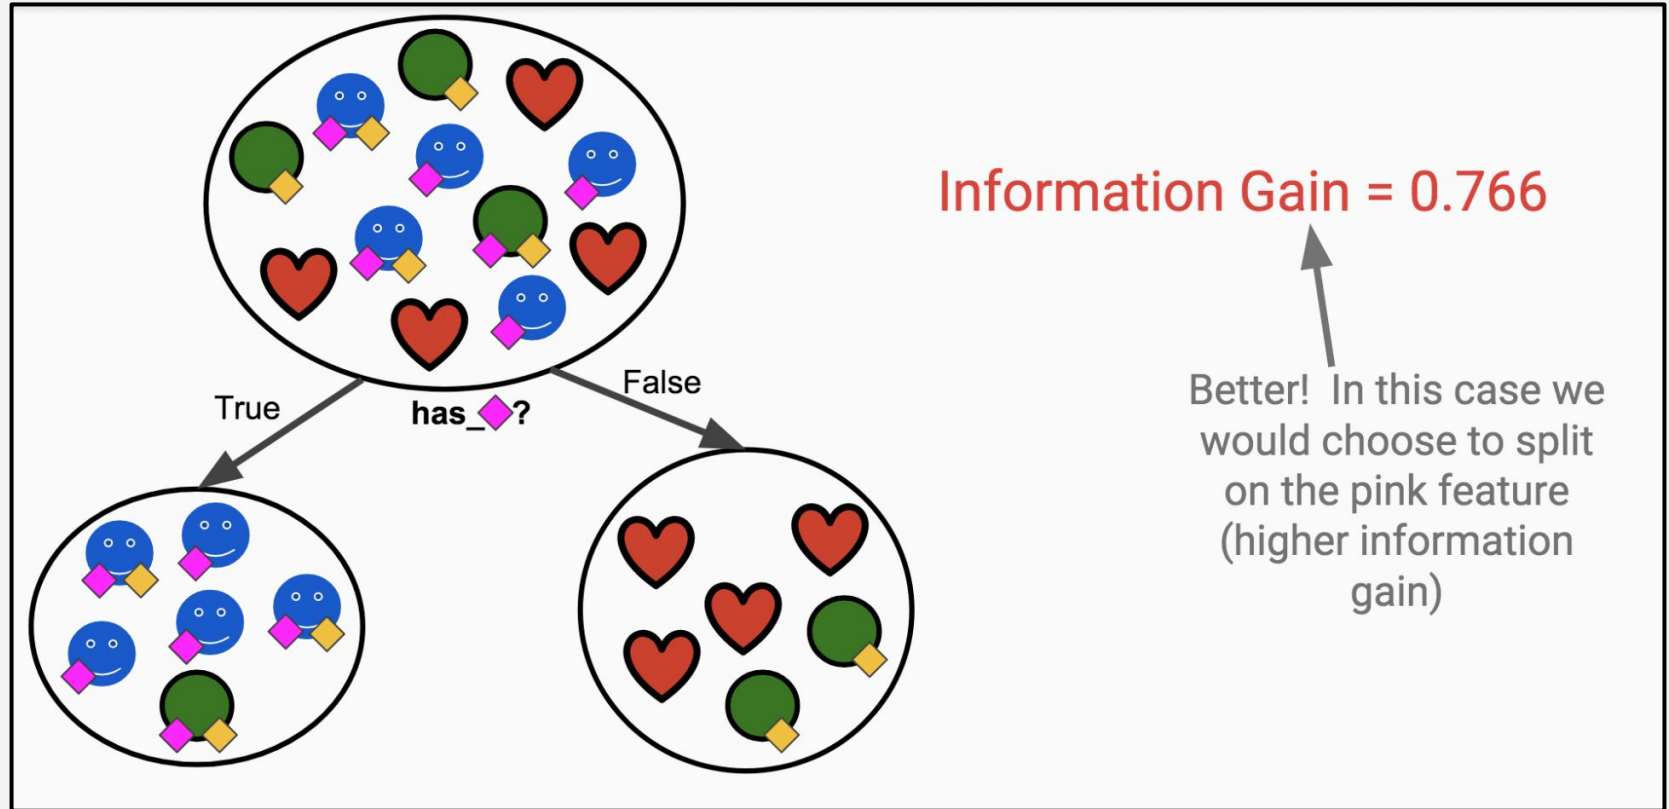 Information Gain = 0.766
True
has_?
False
Better! In this case we
would choose to split
on the pink feature
(higher information
gain)